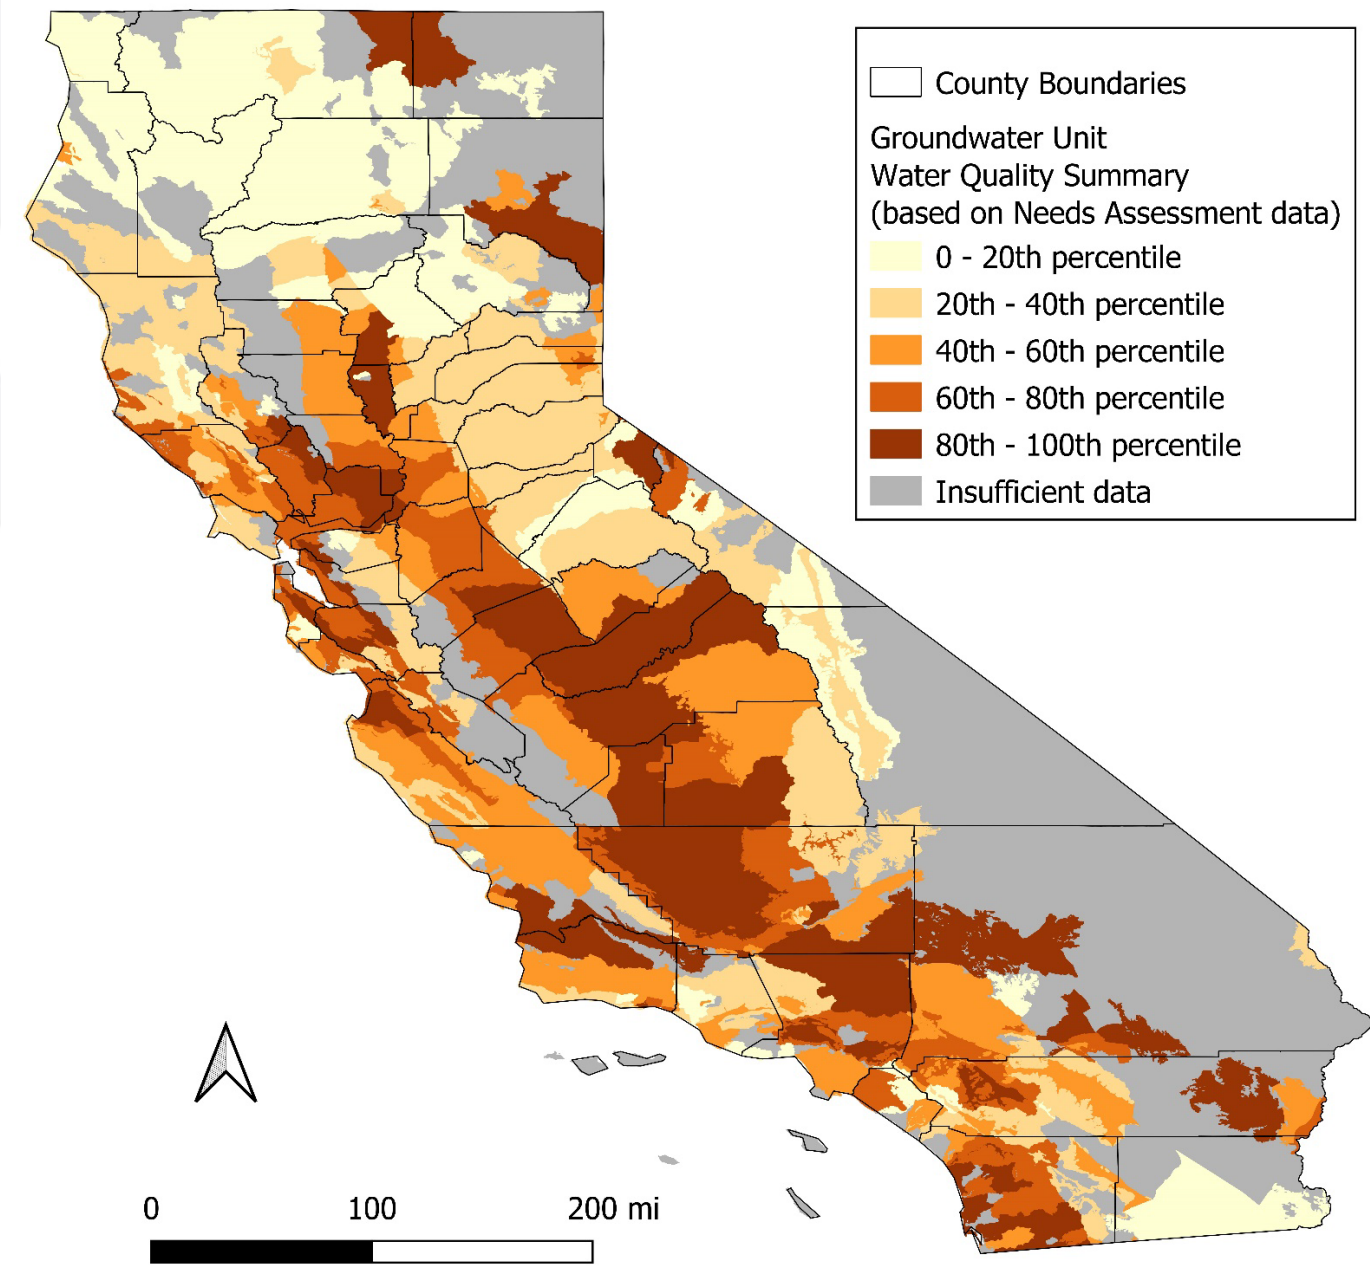 County Boundaries
Groundwater Unit
Water Quality Summary
(based on Needs Assessment data)
0 - 20th percentile
20th - 40th percentile
40th - 60th percentile
60th - 80th percentile
80th - 100th percentile
Insufficient data
0 100 200 mi